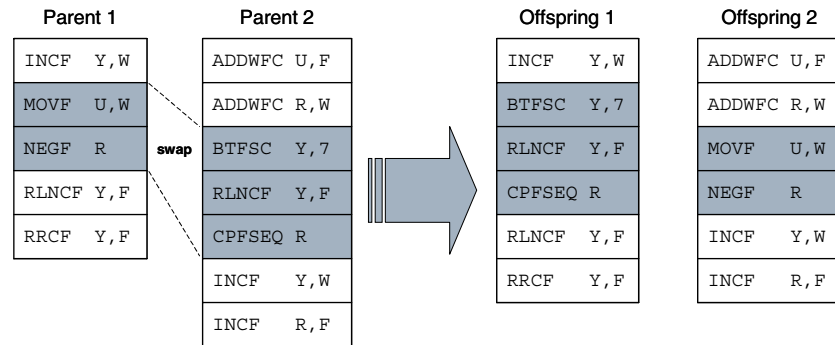 Parent 1
INCF Y,W
MOVF U,W
NEGF R
RLNCF Y,F
RRCF Y,F
swap
Parent 2
ADDWFC U,F
ADDWFC R,W
BTFSC Y,7
RLNCF Y,F
CPFSEQ R
INCF Y,W
INCF R,F
Offspring 1
INCF Y,W
BTFSC Y,7
RLNCF Y,F
CPFSEQ R
RLNCF Y,F
RRCF Y,F
Offspring 2
ADDWFC U,F
ADDWFC R,W
MOVF U,W
NEGF R
INCF Y,W
INCF R,F